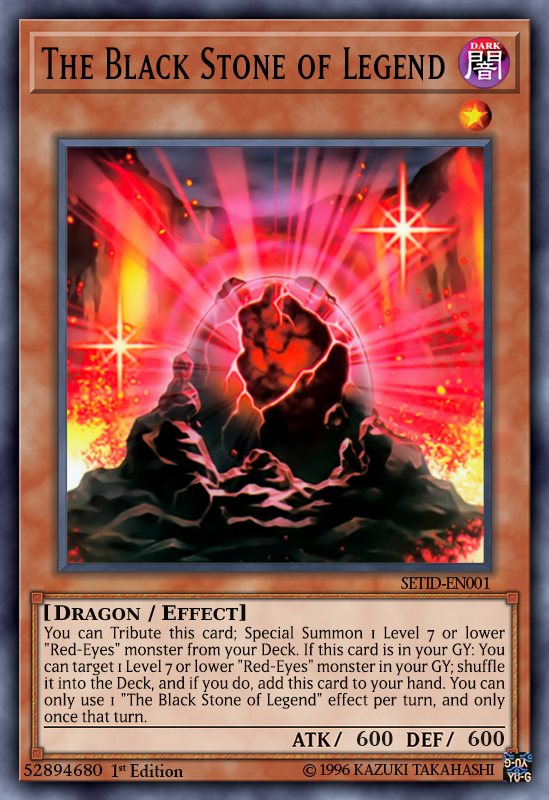 The Black Stone of Legend
DARK
闇
SETID-EN001
[Dragon / Effect]
You can Tribute this card; Special Summon 1 Level 7 or lower
"Red-Eyes" monster from your Deck. If this card is in your GY: You
can target 1 Level 7 or lower "Red-Eyes" monster in your GY; shuffle
it into the Deck, and if you do, add this card to your hand. You can
only use 1 "The Black Stone of Legend" effect per turn, and only
once that turn.
ATK/ 600 DEF/ 600
52894680 1st Edition © 1996 KAZUKI TAKAHASHI
YU-G